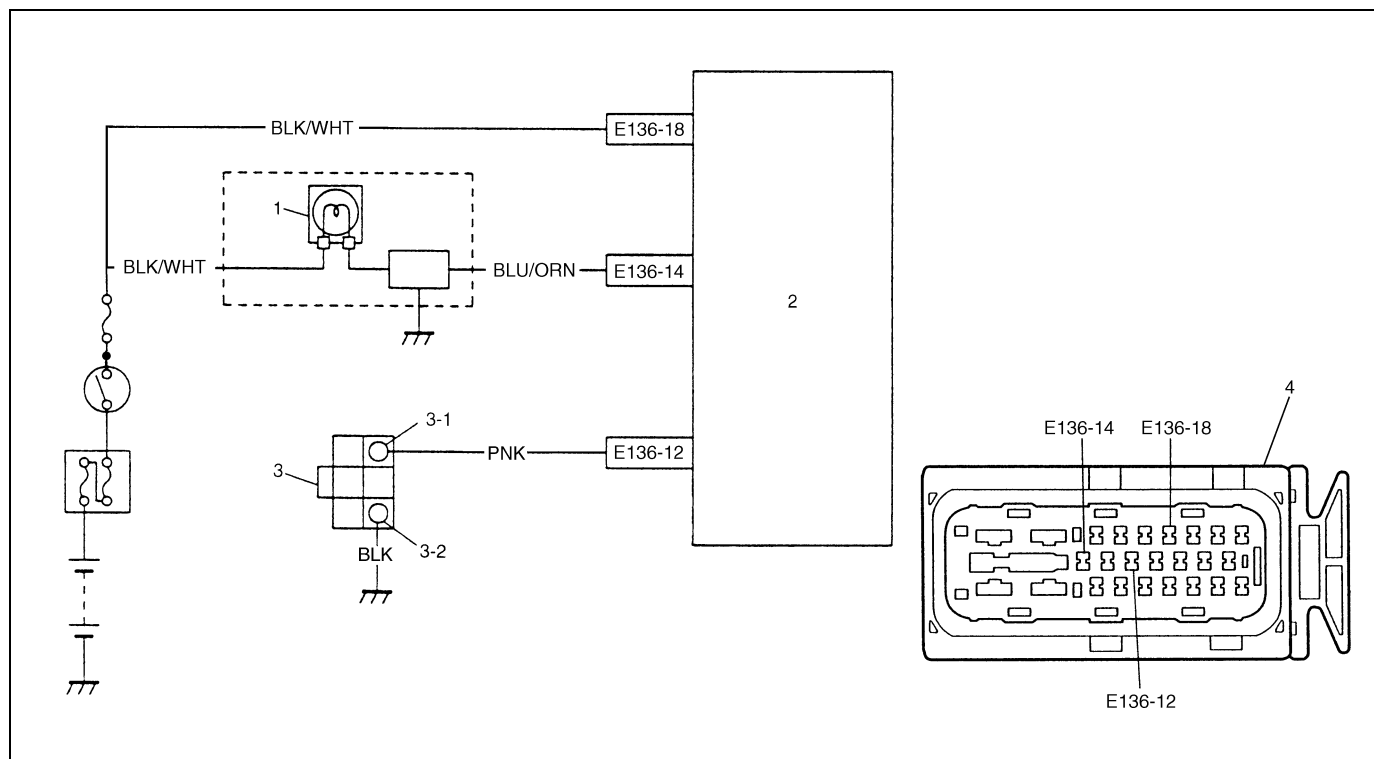 BLK/WHT
E136-18
1
BLK/WHT
BLU/ORN
E136-14
2
3-1
3
PNK
E136-12
3-2
BLK
4
E136-14 E136-18
E136-12